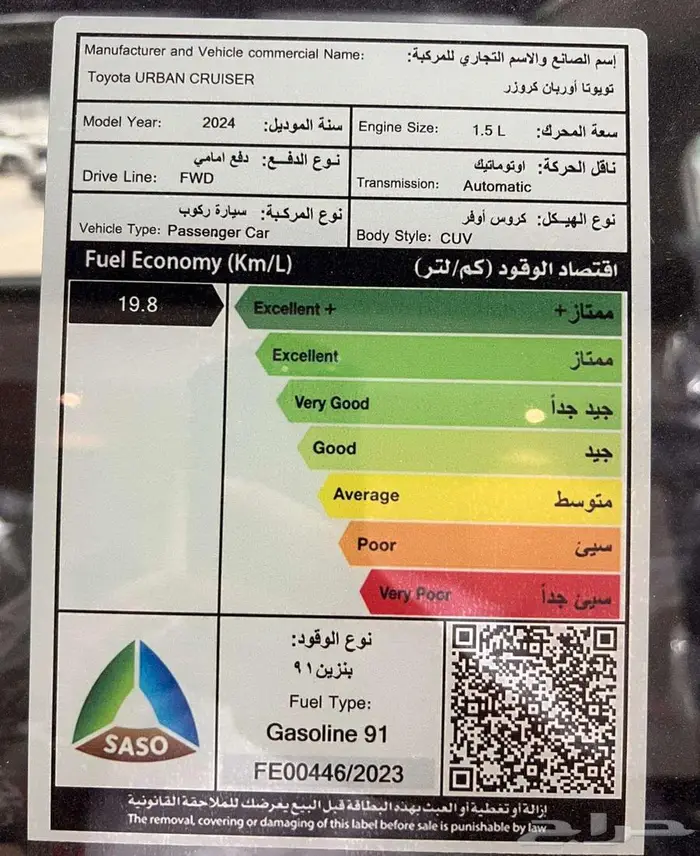 Manufacturer and Vehicle commercial Name: إسم الصانع والاسم التجاري للمركبة:
Toyota URBAN CRUISER تويوتا أوربان كروزر
Model Year: 2024 سنة الموديل:
Engine Size: 1.5 L سعة المحرك:
نوع الدفع: دفع امامي
Drive Line: FWD
ناقل الحركة: اوتوماتيك
Transmission: Automatic
نوع المركبة: سيارة ركوب
Vehicle Type: Passenger Car
نوع الهيكل: كروس أوفر
Body Style: CUV
Fuel Economy (Km/L) اقتصاد الوقود (كم/لتر)
19.8
Excellent + ممتاز+
Excellent ممتاز
Very Good جيد جداً
Good جيد
Average متوسط
Poor سيئ
Very Poor سيئ جداً
SASO
نوع الوقود:
بنزين ٩١
Fuel Type:
Gasoline 91
FE00446/2023
إزالة أو تغطية أو العبث بهذه البطاقة قبل البيع يعرضك للملاحقة القانونية
The removal, covering or damaging of this label before sale is punishable by law
حراج